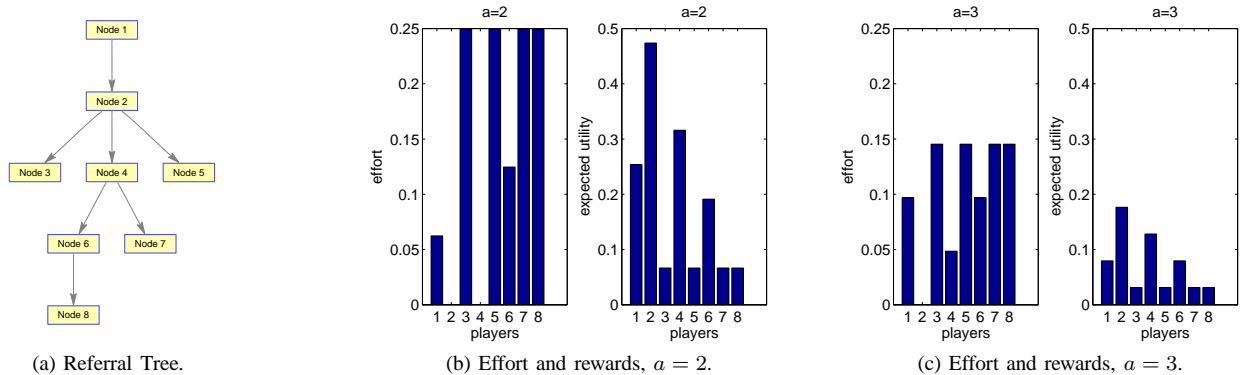 Node 1
Node 2
Node 3
Node 4
Node 5
Node 6
Node 7
Node 8
(a) Referral Tree.
a=2
0.25
0.2
0.15
0.1
0.05
0
effort
1 2 3 4 5 6 7 8
players
a=2
0.5
0.4
0.3
0.2
0.1
0
expected utility
1 2 3 4 5 6 7 8
players
(b) Effort and rewards, a = 2.
a=3
0.25
0.2
0.15
0.1
0.05
0
effort
1 2 3 4 5 6 7 8
players
a=3
0.5
0.4
0.3
0.2
0.1
0
expected utility
1 2 3 4 5 6 7 8
players
(c) Effort and rewards, a = 3.